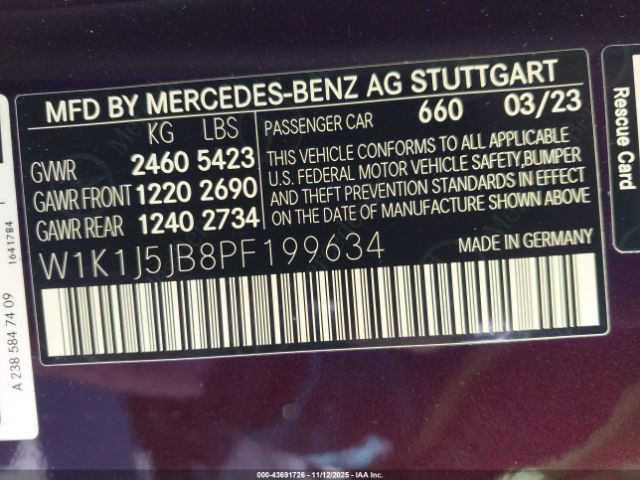 MFD BY MERCEDES-BENZ AG STUTTGART
KG LBS
GVWR 2460 5423
GAWR FRONT 1220 2690
GAWR REAR 1240 2734
PASSENGER CAR 660 03/23
THIS VEHICLE CONFORMS TO ALL APPLICABLE
U.S. FEDERAL MOTOR VEHICLE SAFETY, BUMPER
AND THEFT PREVENTION STANDARDS IN EFFECT
ON THE DATE OF MANUFACTURE SHOWN ABOVE
W1K1J5JB8PF199634
MADE IN GERMANY
A 238 584 74 09
1641784
Rescue Card
000-43691726 - 11/12/2025 - IAA Inc.